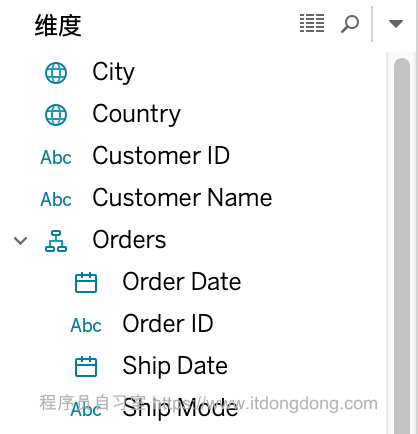 维度
City
Country
Abc Customer ID
Abc Customer Name
Orders
Order Date
Abc Order ID
Ship Date
Abc Ship Mode
程序员自习室 https://www.itdongdong.com